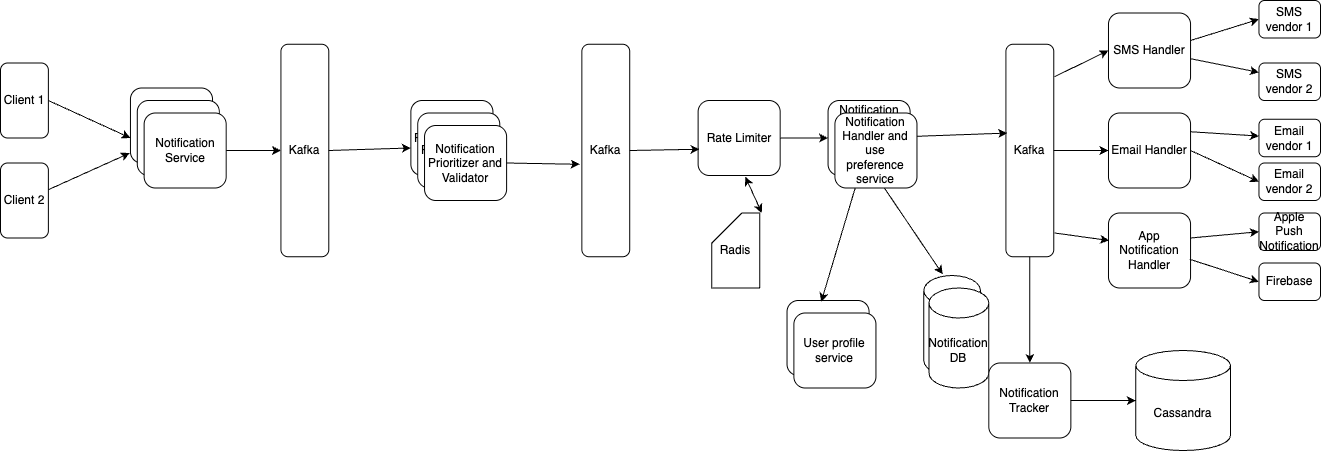 Client 1
Client 2
Notification
Service
Kafka
Notification
Prioritizer and
Validator
Kafka
Rate Limiter
Radis
Notification
Notification
Handler and
use
preference
service
User profile
service
Notification
DB
Kafka
Notification
Tracker
Cassandra
SMS Handler
Email Handler
App
Notification
Handler
SMS
vendor 1
SMS
vendor 2
Email
vendor 1
Email
vendor 2
Apple
Push
Notification
Firebase